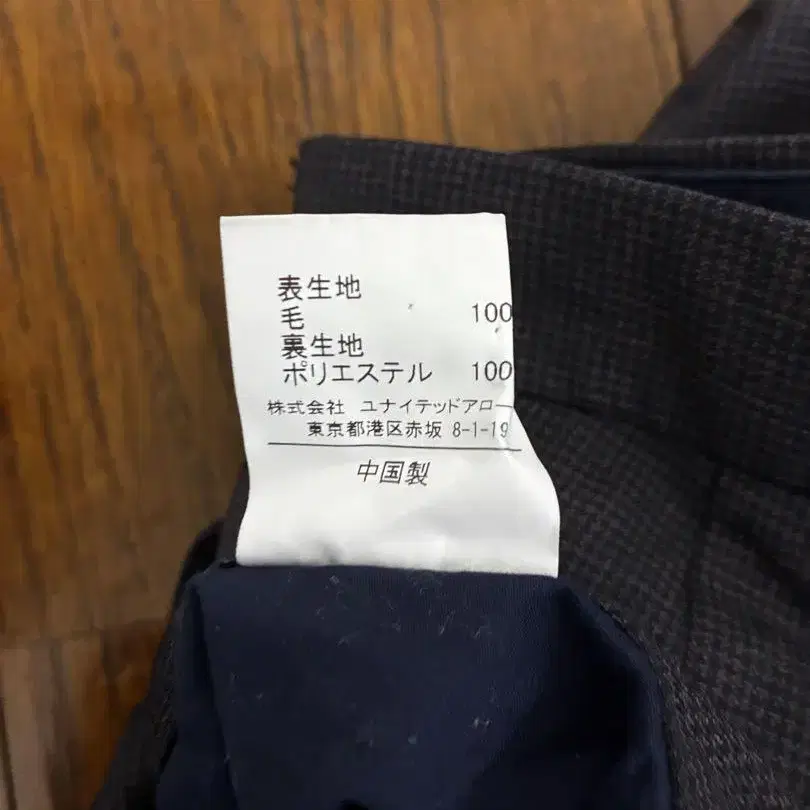 表生地
毛 100
裏生地
ポリエステル 100
株式会社 ユナイテッドアロー
東京都港区赤坂 8-1-19
中国製